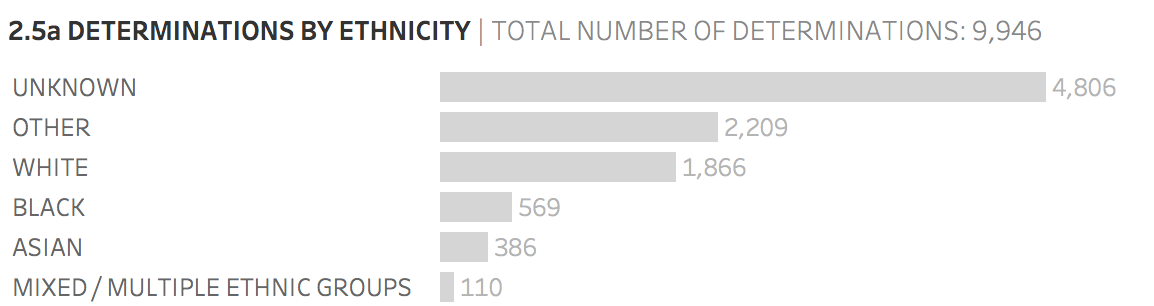 2.5a DETERMINATIONS BY ETHNICITY | TOTAL NUMBER OF DETERMINATIONS: 9,946
UNKNOWN 4,806
OTHER 2,209
WHITE 1,866
BLACK 569
ASIAN 386
MIXED / MULTIPLE ETHNIC GROUPS 110